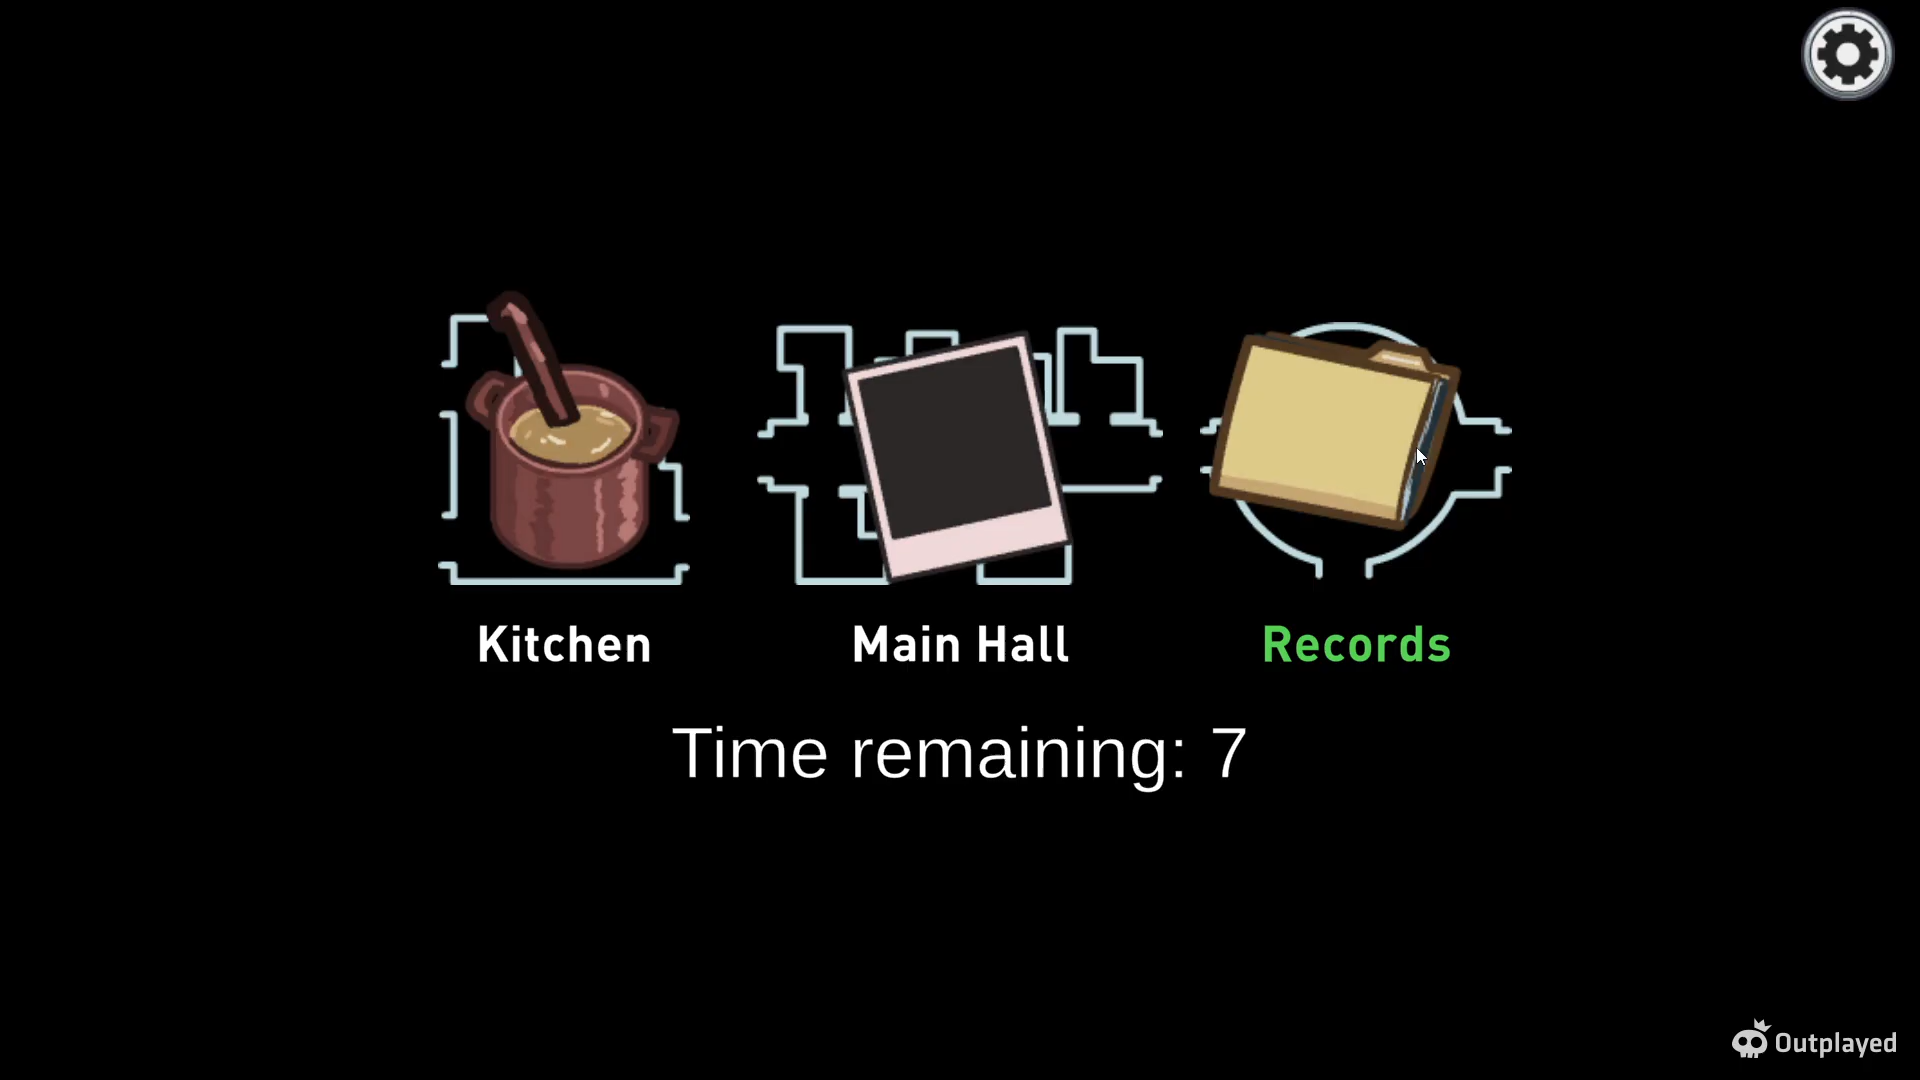 Kitchen
Main Hall
Records
Time remaining: 7
Outplayed